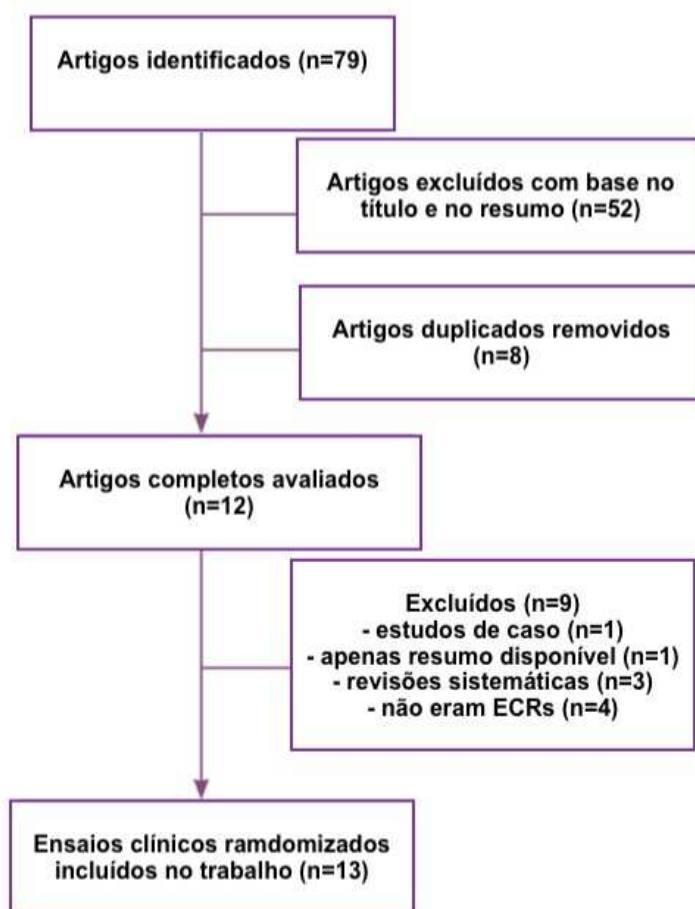 Artigos identificados (n=79)
Artigos excluídos com base no
título e no resumo (n=52)
Artigos duplicados removidos
(n=8)
Artigos completos avaliados
(n=12)
Excluídos (n=9)
- estudos de caso (n=1)
- apenas resumo disponível (n=1)
- revisões sistemáticas (n=3)
- não eram ECRs (n=4)
Ensaios clínicos ramdomizados
incluídos no trabalho (n=13)